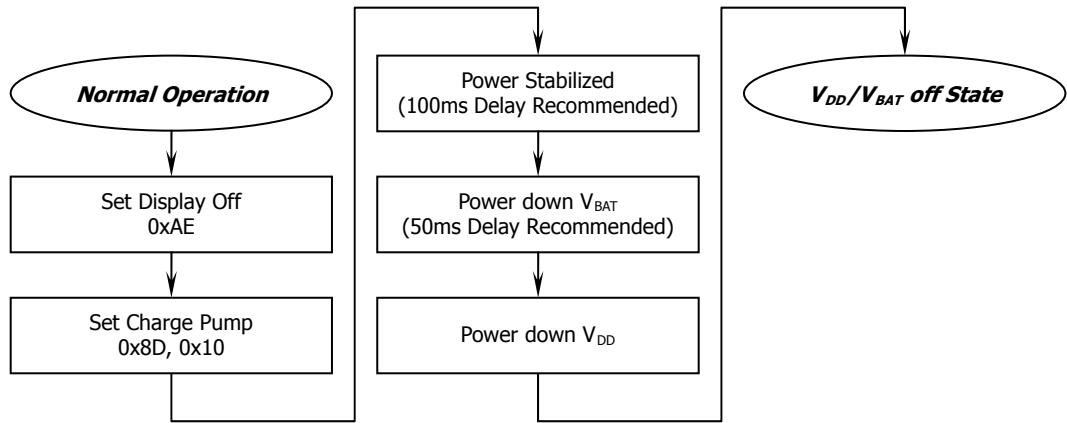 Normal Operation
Set Display Off
0xAE
Set Charge Pump
0x8D, 0x10
Power Stabilized
(100ms Delay Recommended)
Power down VBAT
(50ms Delay Recommended)
Power down VDD
VDD/VBAT off State